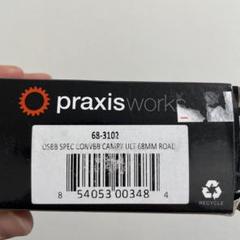 praxisworks
68-3102
OSBB SPEC CONVBB CAMPY ULT 68MM ROAD
8 54053 00348 4
RECYCLE